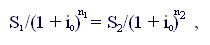 S₁/(1 + i₀)^n₁ = S₂/(1 + i₀)^n₂ ,